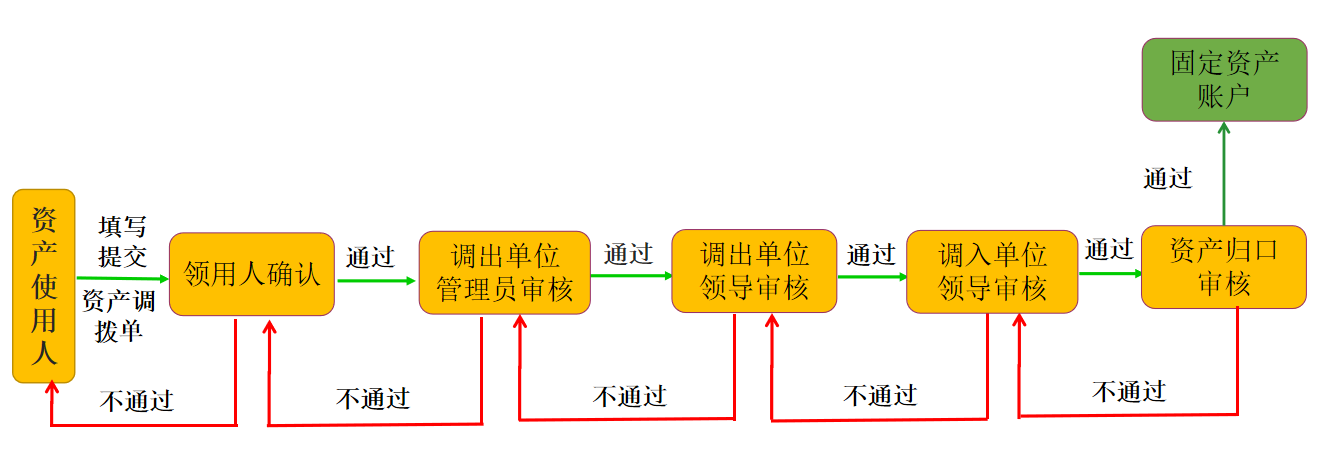 固定资产
账户
通过
资产使用人
填写
提交
资产调
拨单
领用人确认
通过
调出单位
管理员审核
通过
调出单位
领导审核
通过
调入单位
领导审核
通过
资产归口
审核
不通过
不通过
不通过
不通过
不通过